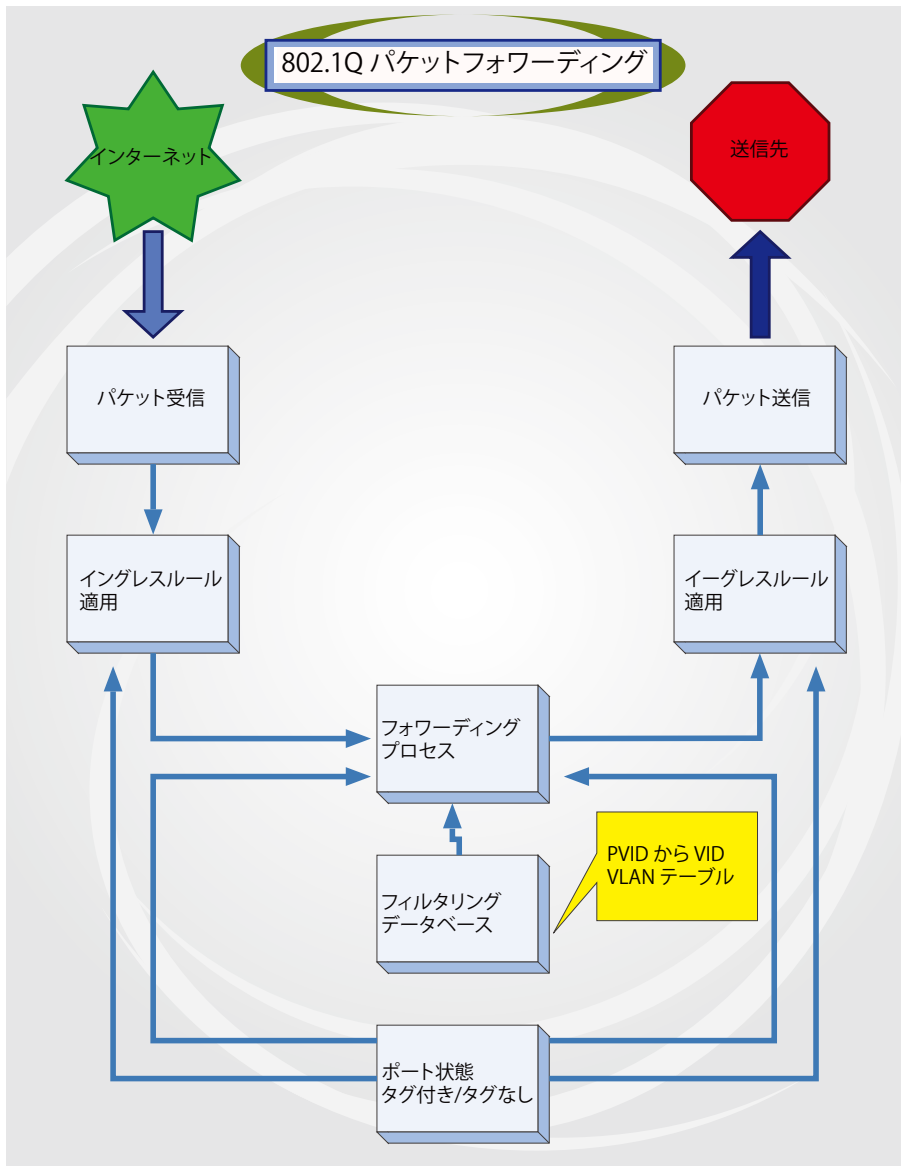 802.1Q パケットフォワーディング
インターネット
送信先
パケット受信
パケット送信
イングレスルール
適用
イーグレスルール
適用
フォワーディング
プロセス
PVID から VID
VLAN テーブル
フィルタリング
データベース
ポート状態
タグ付き/タグなし